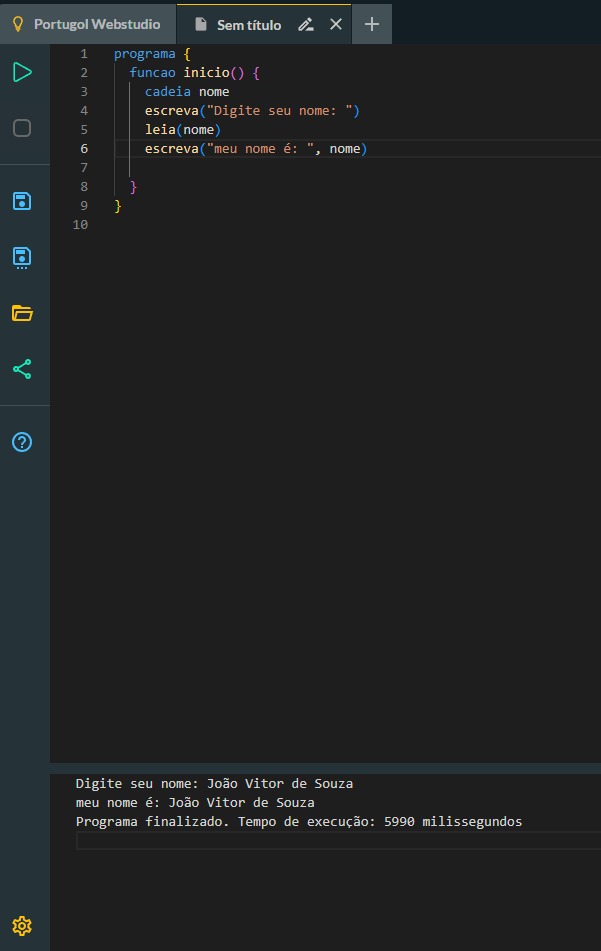 Portugol Webstudio
Sem título
1 programa {
2 funcao inicio() {
3 cadeia nome
4 escreva("Digite seu nome: ")
5 leia(nome)
6 escreva("meu nome é: ", nome)
7
8 }
9 }
10
Digite seu nome: João Vitor de Souza
meu nome é: João Vitor de Souza
Programa finalizado. Tempo de execução: 5990 milissegundos